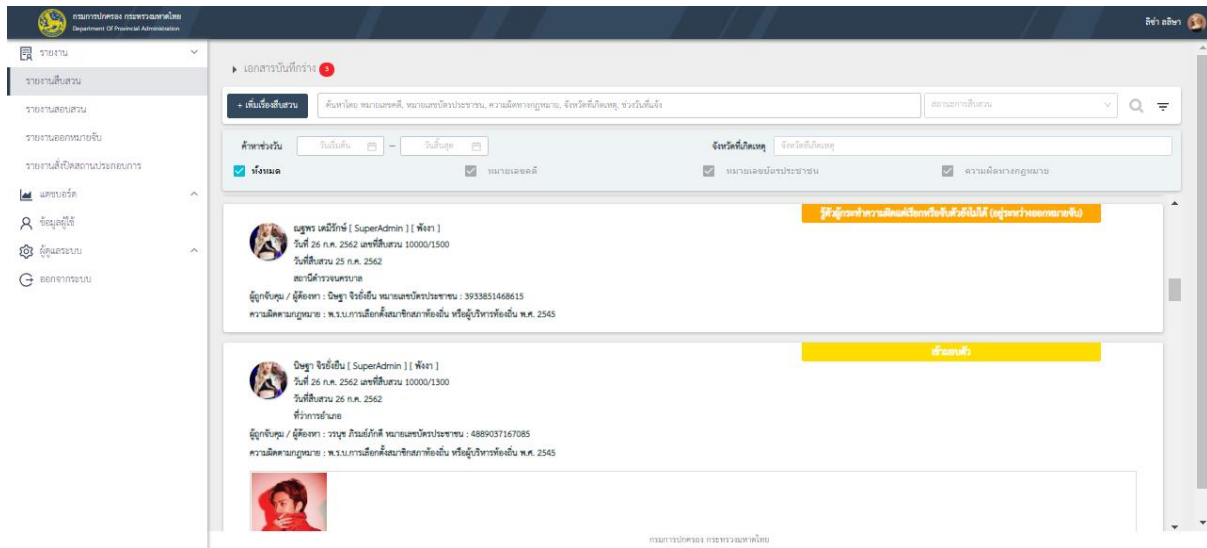 กรมการปกครอง กระทรวงมหาดไทย
Department Of Provincial Administration
ลิซ่า ลลิษา
รายงาน
รายงานสืบสวน
รายงานสอบสวน
รายงานออกหมายจับ
รายงานสั่งปิดสถานประกอบการ
แดชบอร์ด
ข้อมูลผู้ใช้
ผู้ดูแลระบบ
ออกจากระบบ
เอกสารบันทึกร่าง 3
+ เพิ่มเรื่องสืบสวน
ค้นหาโดย หมายเลขคดี, หมายเลขบัตรประชาชน, ความผิดทางกฎหมาย, จังหวัดที่เกิดเหตุ, ช่วงวันที่แจ้ง
สถานะการสืบสวน
ค้าหาช่วงวัน วันเริ่มต้น – วันสิ้นสุด จังหวัดที่เกิดเหตุ จังหวัดที่เกิดเหตุ
ทั้งหมด หมายเลขคดี หมายเลขบัตรประชาชน ความผิดทางกฎหมาย
รู้ตัวผู้กระทำความผิดแต่เรียกหรือจับตัวยังไม่ได้ (อยู่ระหว่างออกหมายจับ)
ณฐพร เตมีรักษ์ [ SuperAdmin ] [ พังงา ]
วันที่ 26 ก.ค. 2562 เลขที่สืบสวน 10000/1500
วันที่สืบสวน 25 ก.ค. 2562
สถานีตำรวจนครบาล
ผู้ถูกจับคุม / ผู้ต้องหา : นิษฐา จิรยั่งยืน หมายเลขบัตรประชาชน : 3933851468615
ความผิดตามกฎหมาย : พ.ร.บ.การเลือกตั้งสมาชิกสภาท้องถิ่น หรือผู้บริหารท้องถิ่น พ.ศ. 2545
เข้ามอบตัว
นิษฐา จิรยั่งยืน [ SuperAdmin ] [ พังงา ]
วันที่ 26 ก.ค. 2562 เลขที่สืบสวน 10000/1300
วันที่สืบสวน 26 ก.ค. 2562
ที่ว่าการอำเภอ
ผู้ถูกจับคุม / ผู้ต้องหา : วรนุช ภิรมย์ภักดี หมายเลขบัตรประชาชน : 4889037167085
ความผิดตามกฎหมาย : พ.ร.บ.การเลือกตั้งสมาชิกสภาท้องถิ่น หรือผู้บริหารท้องถิ่น พ.ศ. 2545
กรมการปกครอง กระทรวงมหาดไทย